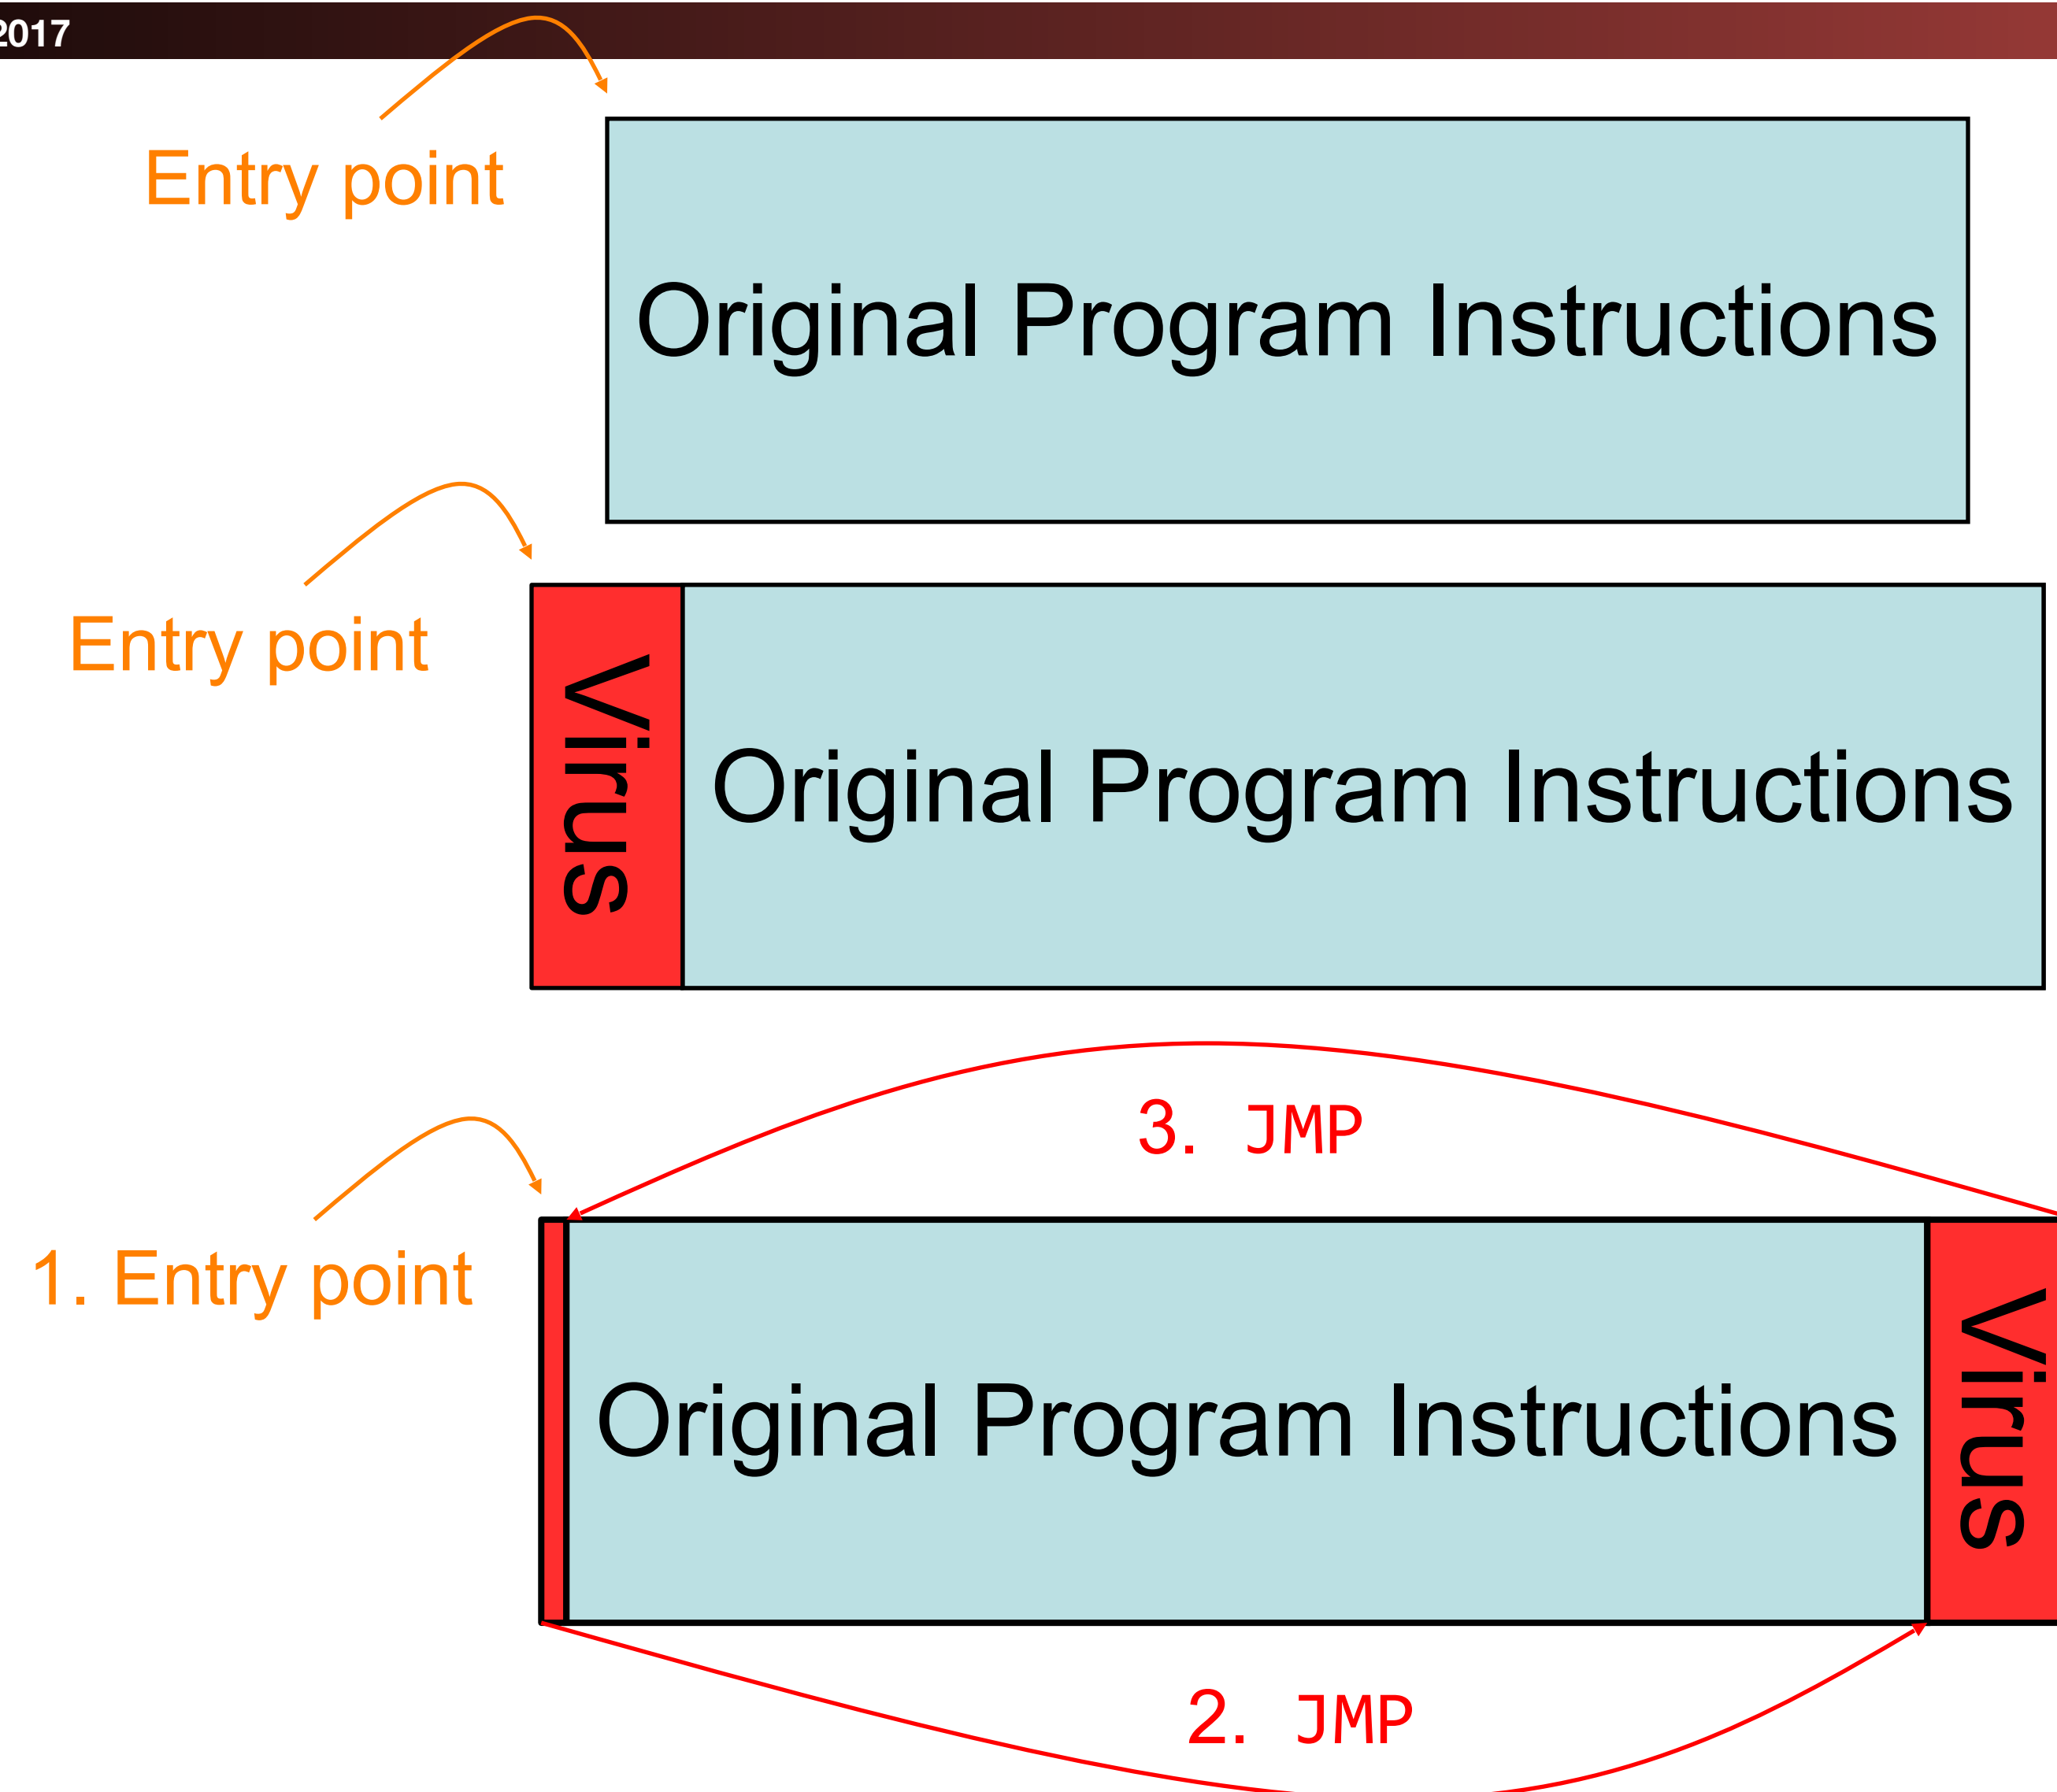 2017
Entry point
Original Program Instructions
Entry point
Virus
Original Program Instructions
3. JMP
1. Entry point
Original Program Instructions
Virus
2. JMP